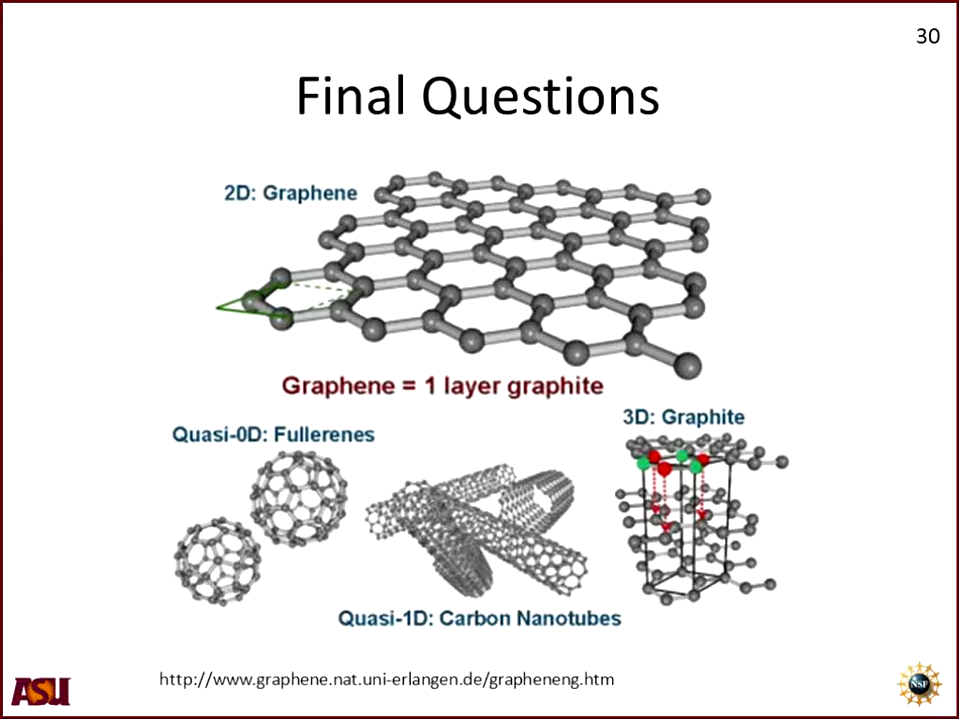 30
Final Questions
2D: Graphene
Graphene = 1 layer graphite
3D: Graphite
Quasi-0D: Fullerenes
Quasi-1D: Carbon Nanotubes
http://www.graphene.nat.uni-erlangen.de/grapheneng.htm
ASU
NSF